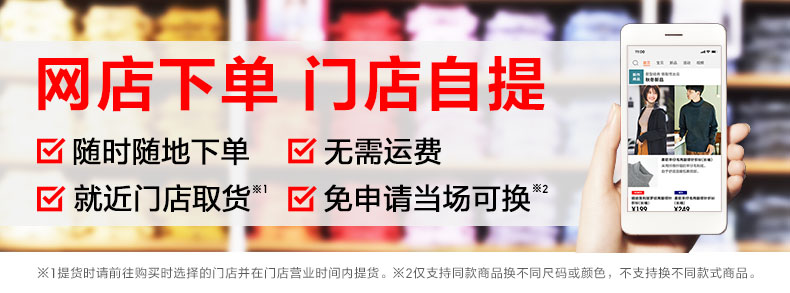 网店下单 门店自提
随时随地下单
无需运费
就近门店取货※1
免申请当场可换※2
¥199
¥249
※1提货时请前往购买时选择的门店并在门店营业时间内提货。※2仅支持同款商品换不同尺码或颜色，不支持换不同款式商品。